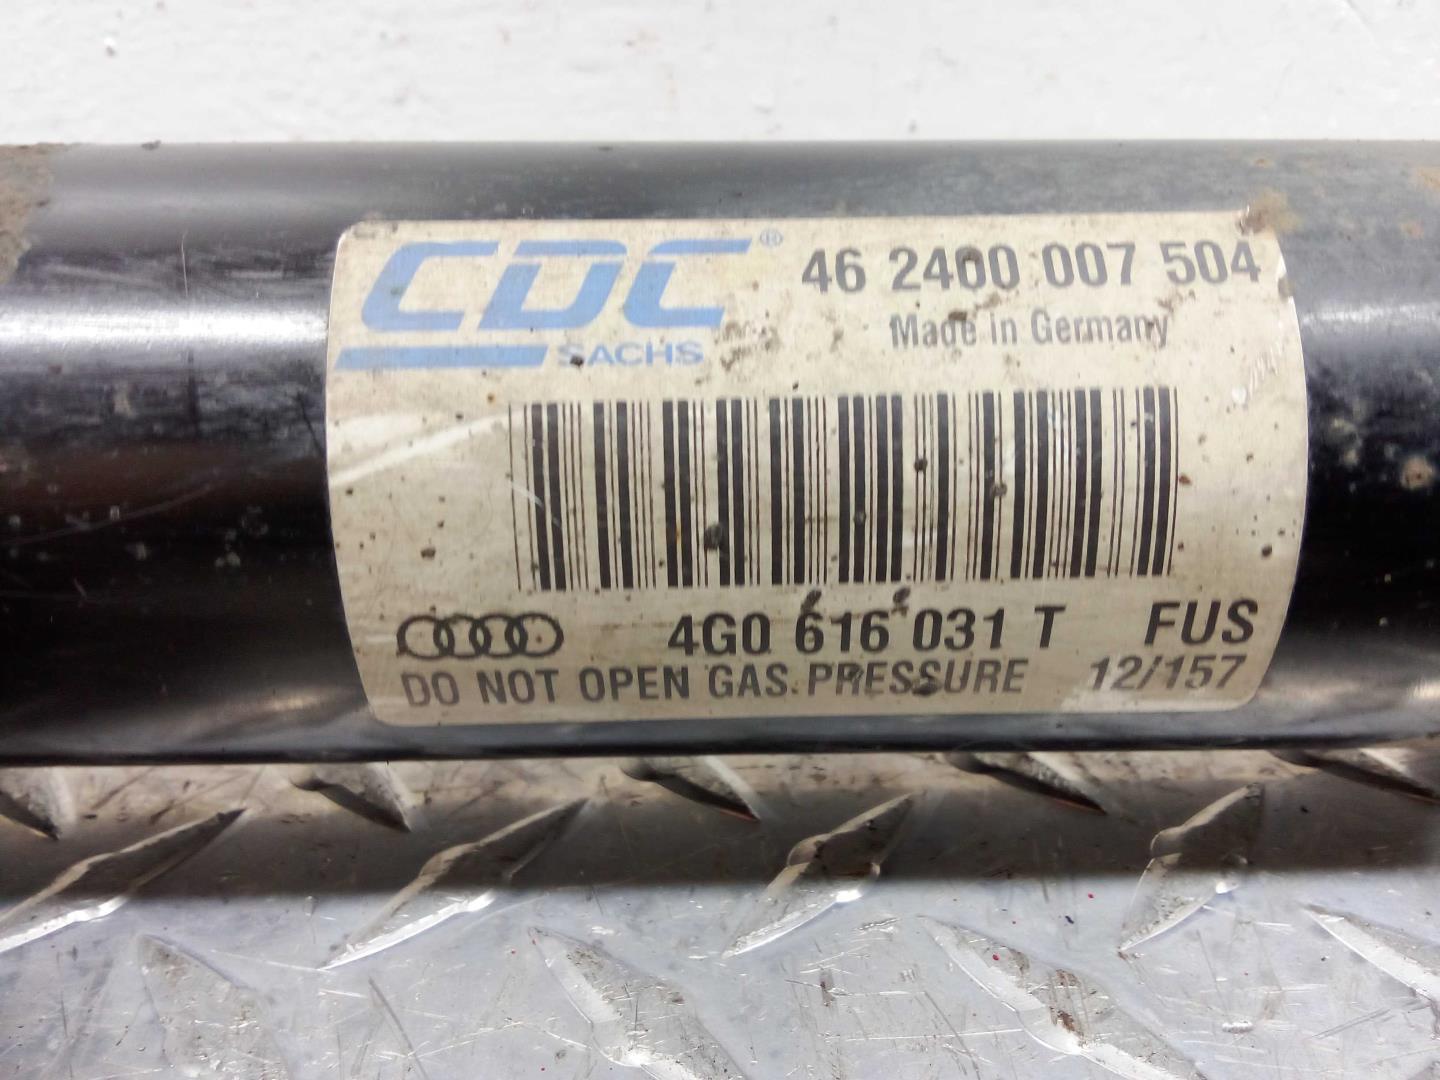 CDC® 46 2400 007 504
Made in Germany
SACHS
4G0 616 031 T FUS
DO NOT OPEN GAS PRESSURE 12/157